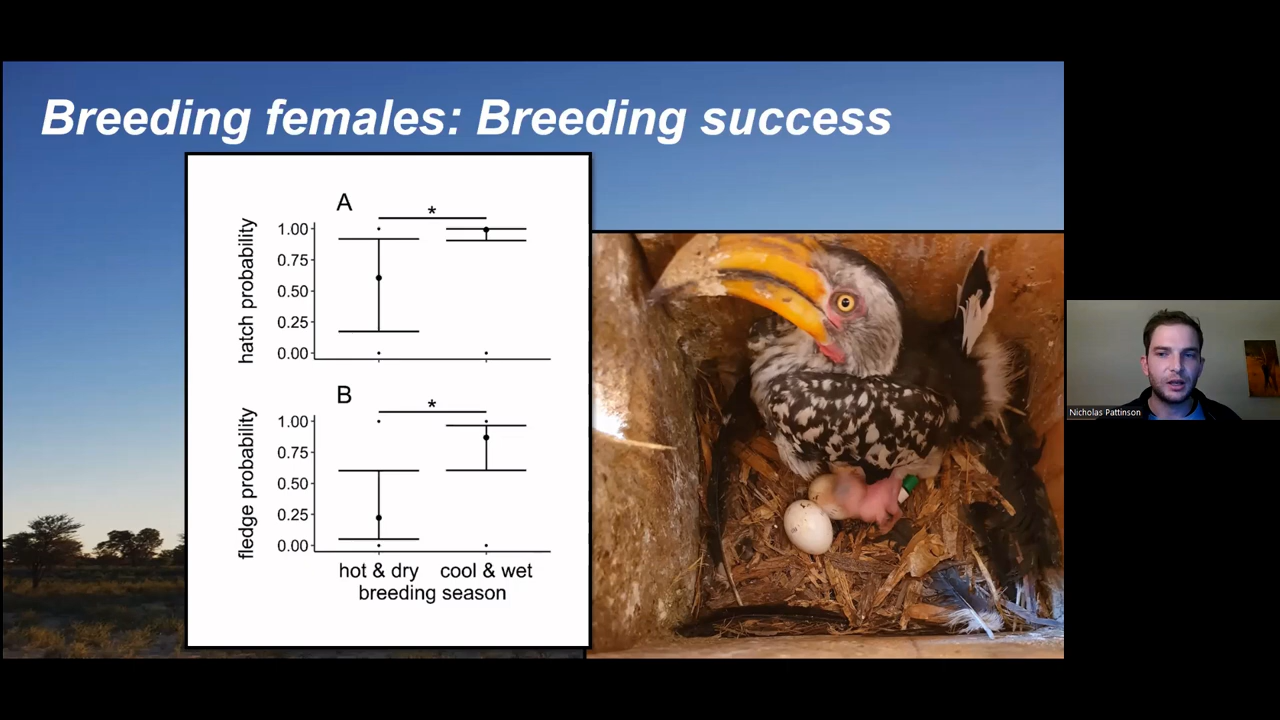 Breeding females: Breeding success
A
*
hatch probability
1.00
0.75
0.50
0.25
0.00
B
*
fledge probability
1.00
0.75
0.50
0.25
0.00
hot & dry cool & wet
breeding season
Nicholas Pattinson